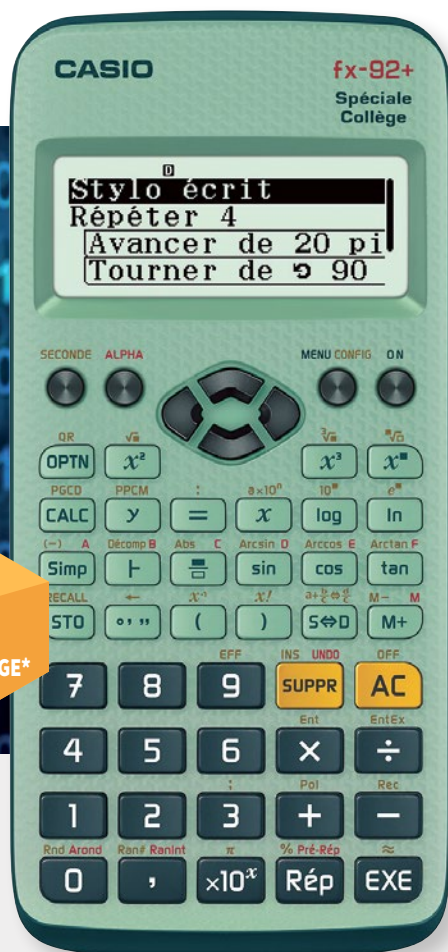 CASIO fx-92+
Spéciale
Collège
D
Stylo écrit
Répéter 4
Avancer de 20 pi
Tourner de ↺ 90
SECONDE ALPHA MENU CONFIG ON
QR √■ ³√■ ■√□
OPTN x² x³ x■
PGCD PPCM : a×10ⁿ 10■ e■
CALC y = x log ln
(−) A Décomp B Abs C Arcsin D Arccos E Arctan F
Simp ⊢ sin cos tan
RECALL ← x! M− M
STO ° ’ ” ( ) S⇔D M+
GE*
EFF INS UNDO OFF
7 8 9 SUPPR AC
Ent EntEx
4 5 6 × ÷
; Pol Rec
1 2 3 + −
Rnd Arond Ran# RanInt π % Pré-Rép ≈
0 , ×10ˣ Rép EXE